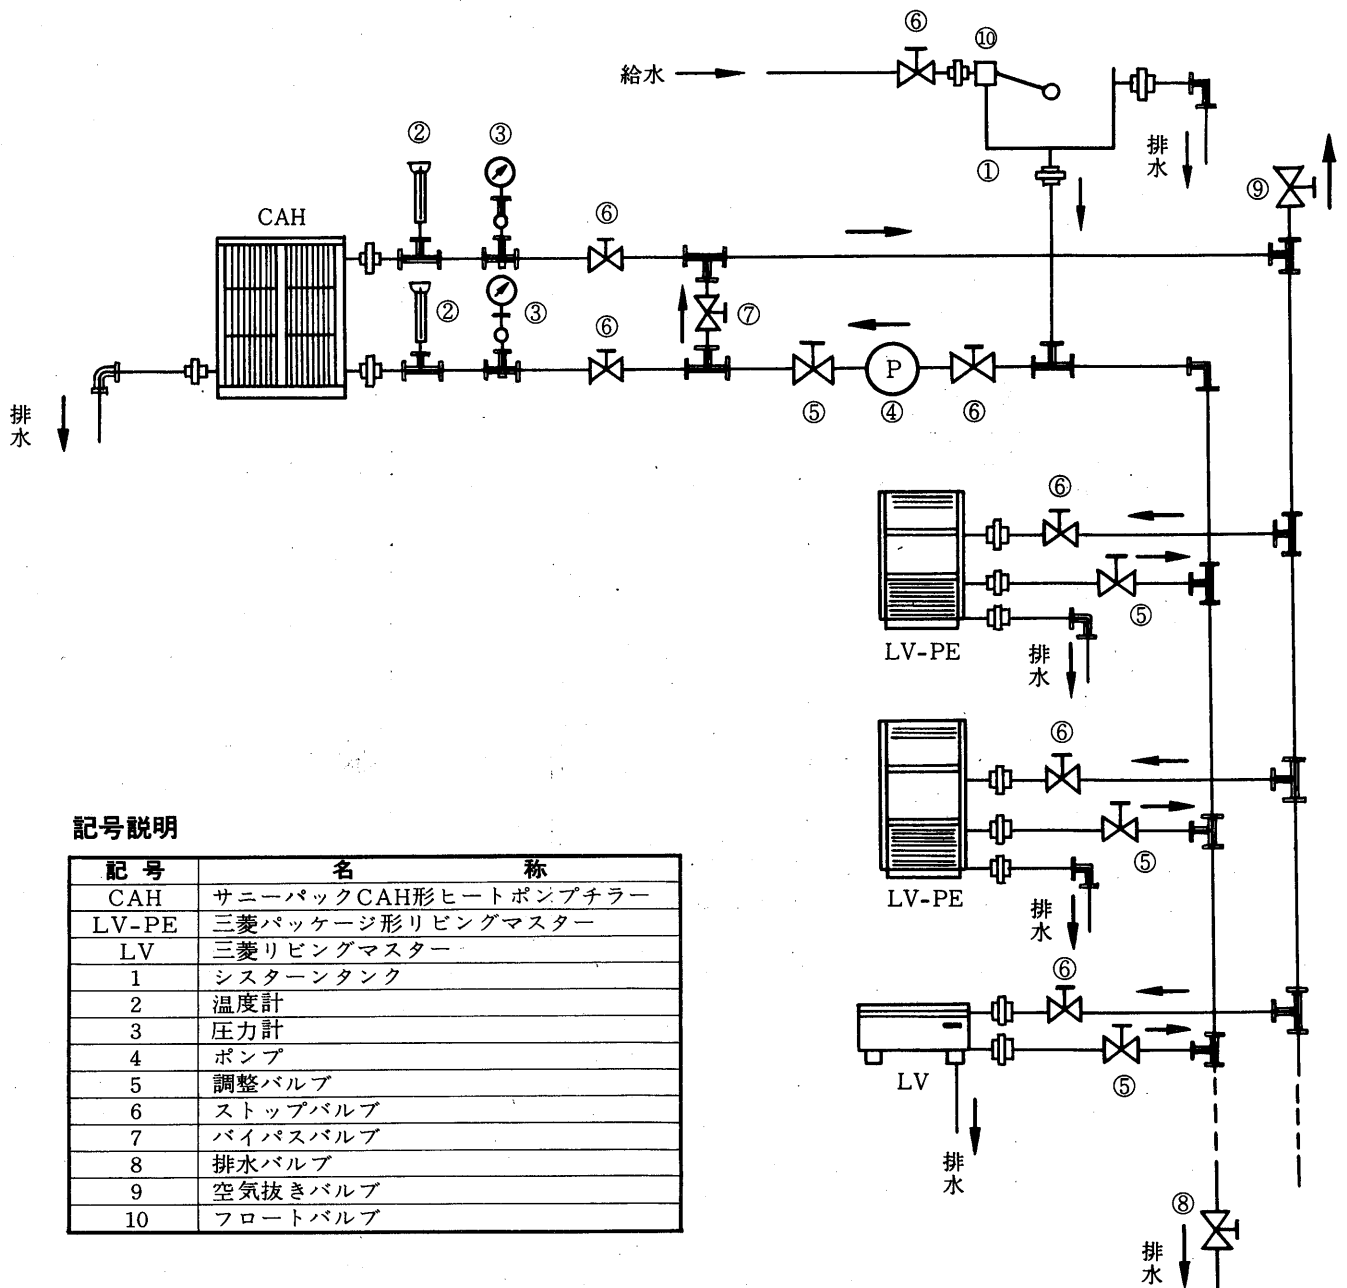 ⑥
⑩
給水
②
③
排水
①
⑨
CAH
⑥
②
③
⑥
⑦
P
⑤
④
⑥
排水
⑥
⑤
LV-PE
排水
⑥
⑤
LV-PE
排水
⑥
⑤
LV
排水
⑧
排水
記号説明
記号 名称
CAH サニーパックCAH形ヒートポンプチラー
LV-PE 三菱パッケージ形リビングマスター
LV 三菱リビングマスター
1 シスターンタンク
2 温度計
3 圧力計
4 ポンプ
5 調整バルブ
6 ストップバルブ
7 バイパスバルブ
8 排水バルブ
9 空気抜きバルブ
10 フロートバルブ